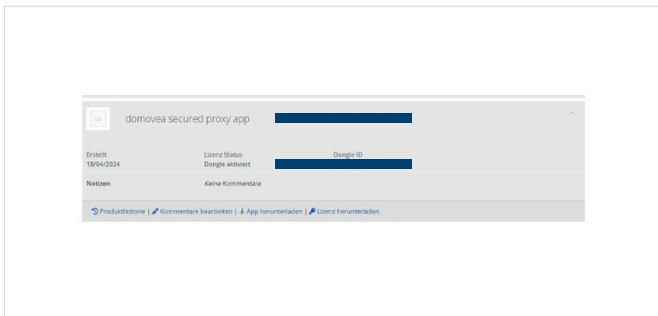 domovea secured proxy app
Erstellt Lizenz Status Dongle ID
18/04/2024 Dongle aktiviert
Notizen Keine Kommentare
Produkthistorie | Kommentare bearbeiten | App herunterladen | Lizenz herunterladen